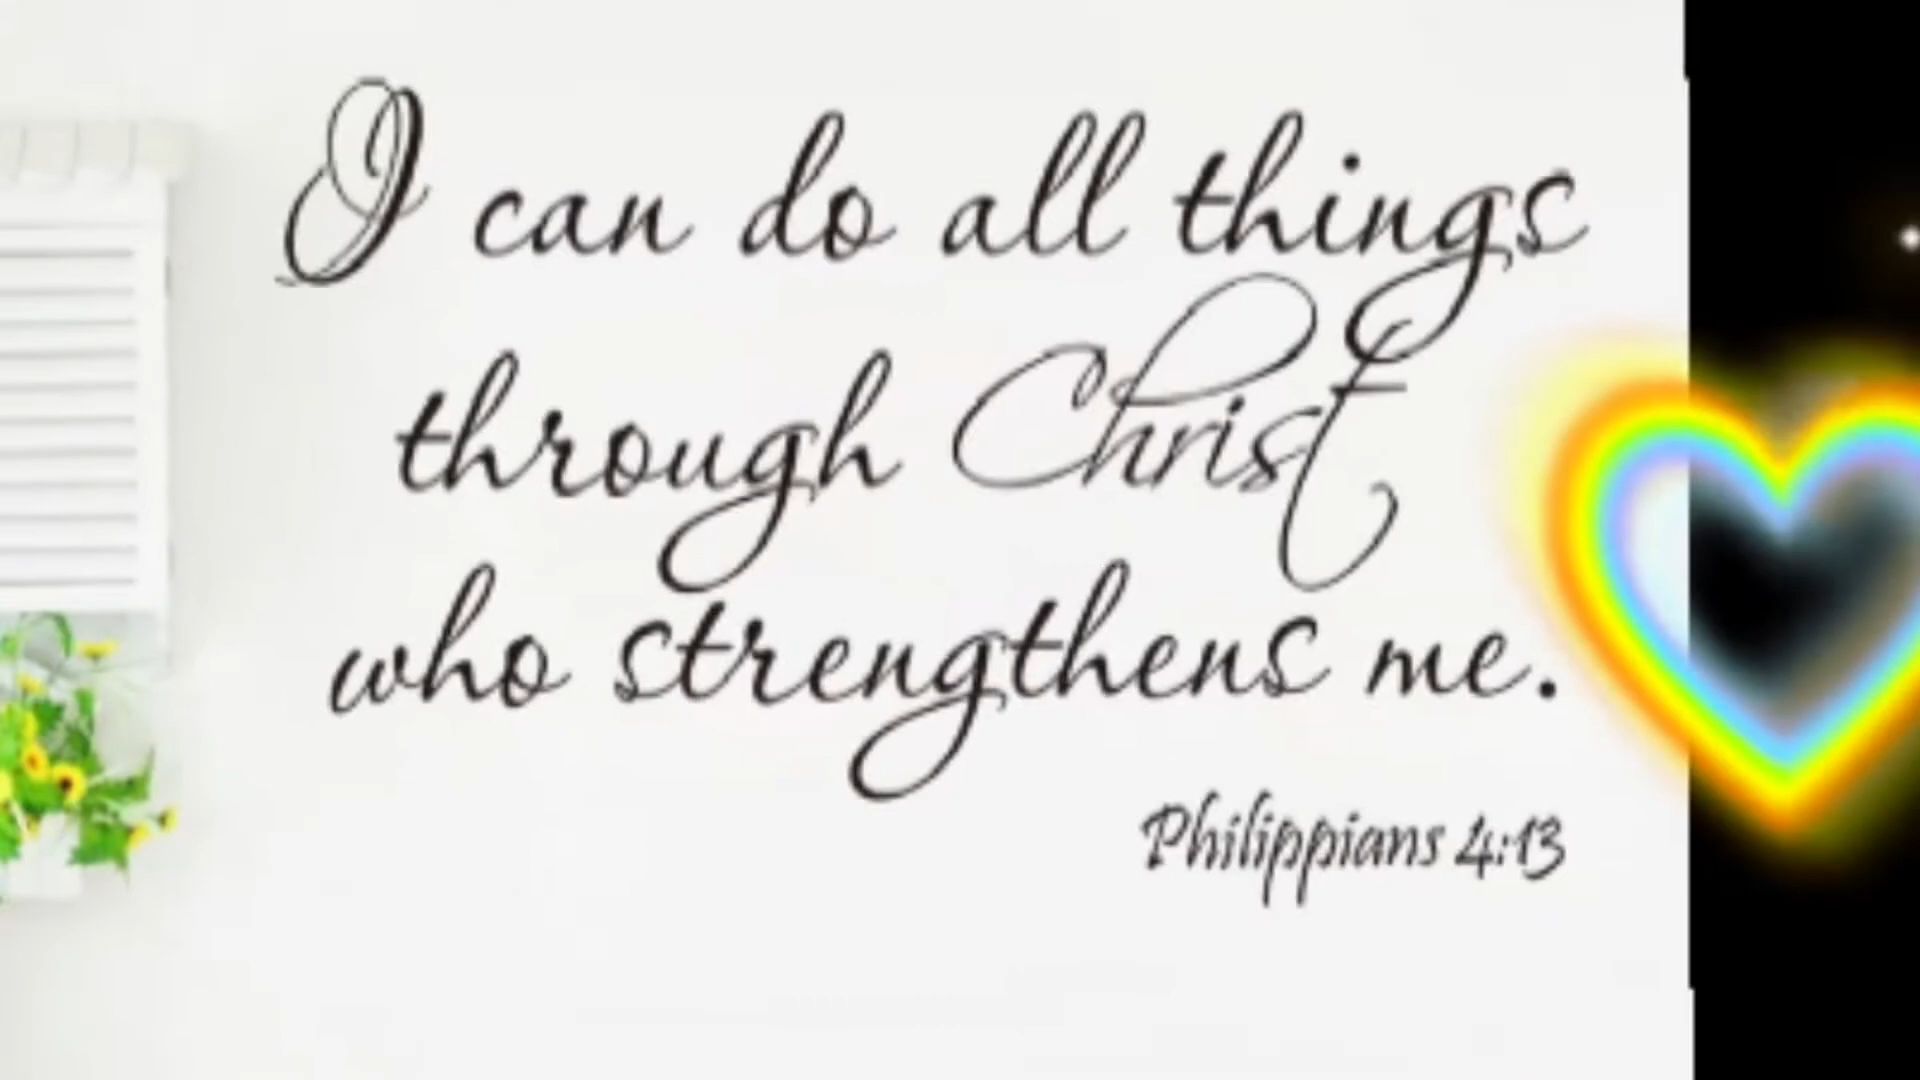 I can do all things
through Christ
who strengthens me.
Philippians 4:13